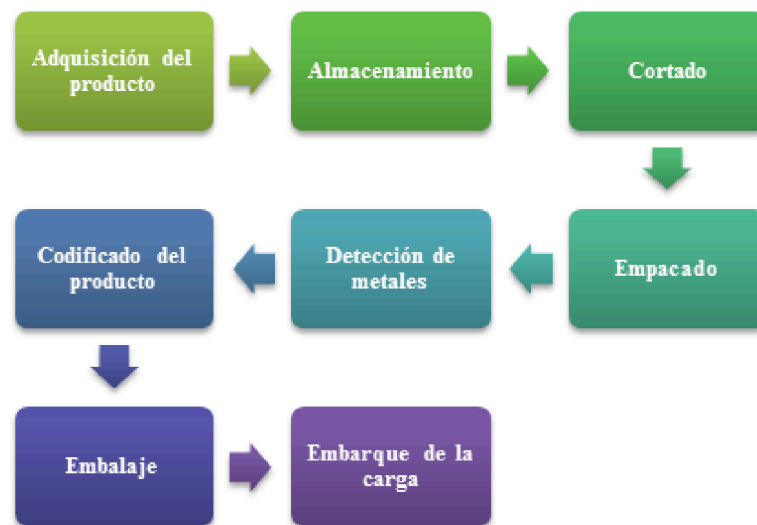 Adquisición del
producto
Almacenamiento
Cortado
Empacado
Detección de
metales
Codificado del
producto
Embalaje
Embarque de la
carga